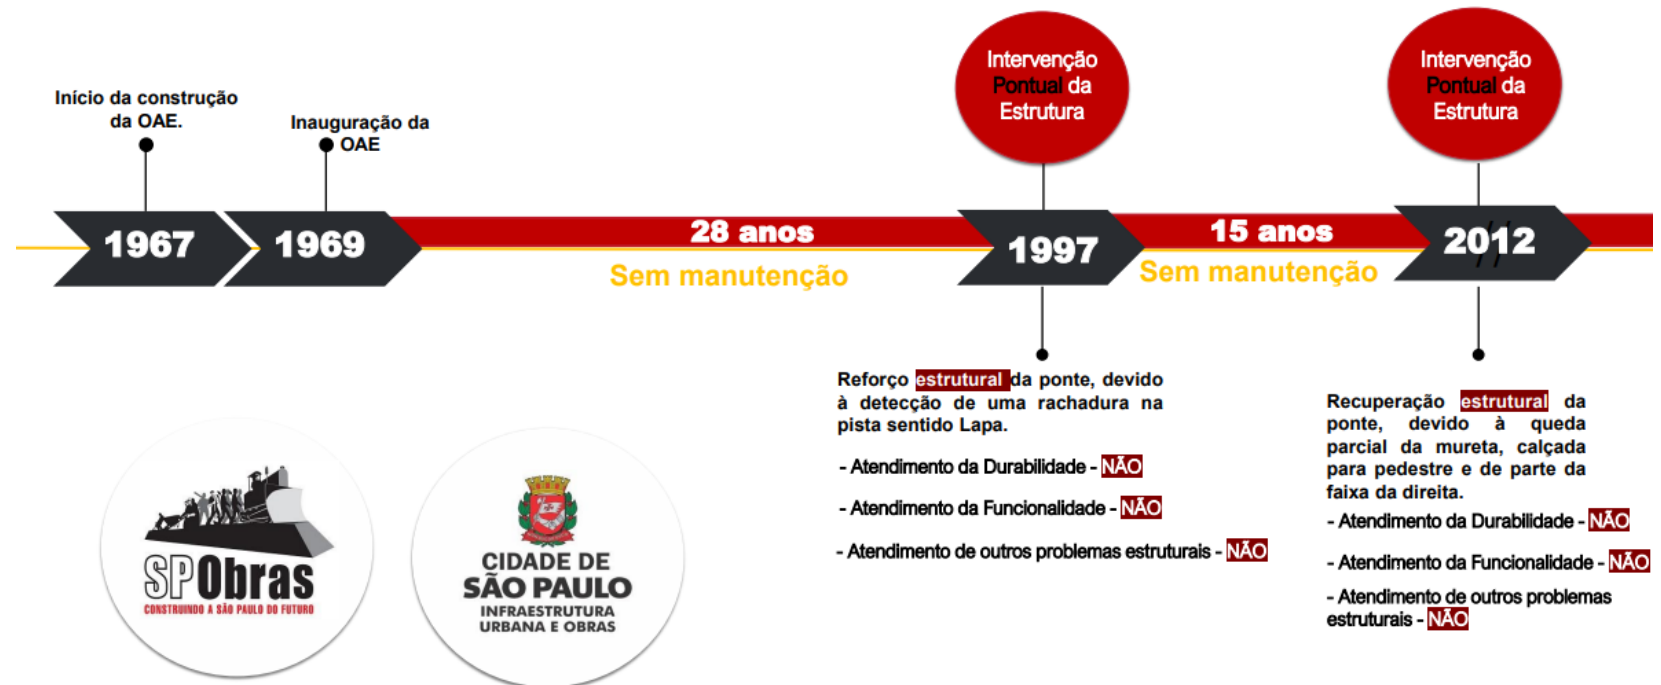 Início da construção
da OAE.
Inauguração da
OAE
Intervenção
Pontual da
Estrutura
Intervenção
Pontual da
Estrutura
1967
1969
28 anos
Sem manutenção
1997
15 anos
Sem manutenção
2012
Reforço estrutural da ponte, devido
à detecção de uma rachadura na
pista sentido Lapa.
- Atendimento da Durabilidade - NÃO
- Atendimento da Funcionalidade - NÃO
- Atendimento de outros problemas estruturais - NÃO
Recuperação estrutural da
ponte, devido à queda
parcial da mureta, calçada
para pedestre e de parte da
faixa da direita.
- Atendimento da Durabilidade - NÃO
- Atendimento da Funcionalidade - NÃO
- Atendimento de outros problemas
estruturais - NÃO
SPObras
CONSTRUINDO A SÃO PAULO DO FUTURO
CIDADE DE
SÃO PAULO
INFRAESTRUTURA
URBANA E OBRAS